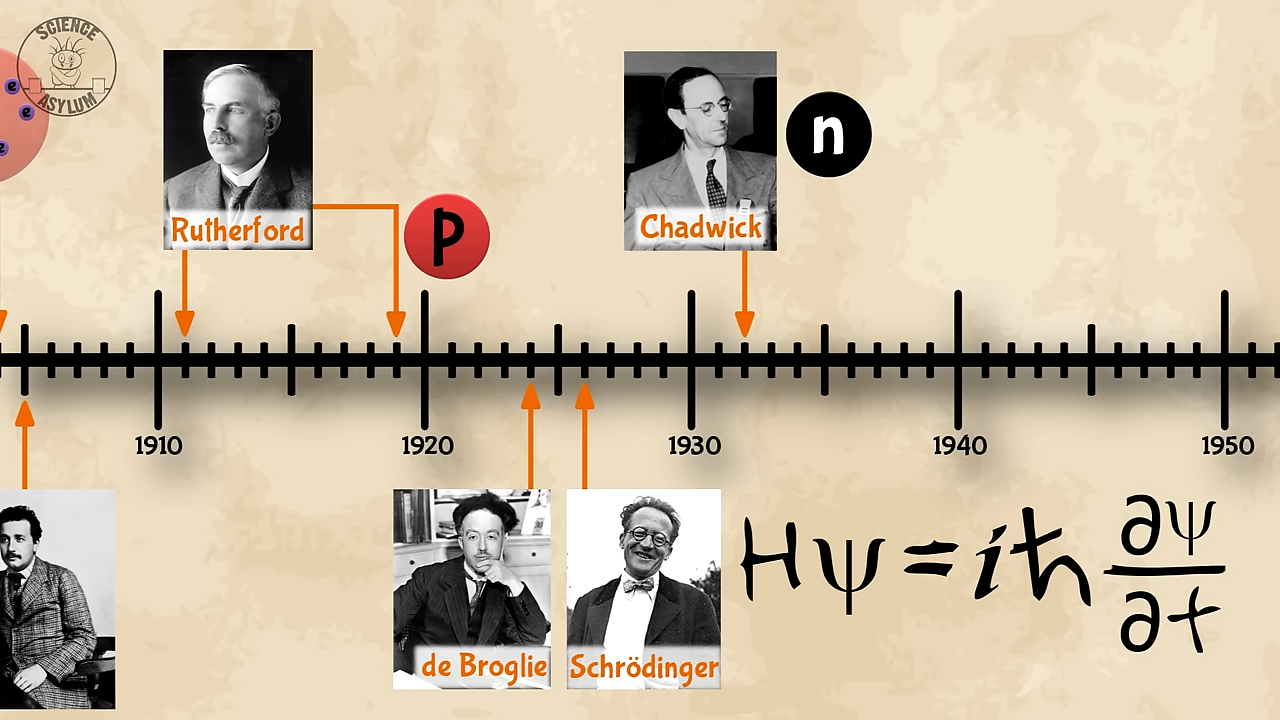 SCIENCE
ASYLUM
e
e
e
Rutherford
P
Chadwick
n
1910
1920
1930
1940
1950
de Broglie
Schrödinger
Hψ = iħ ∂ψ/∂t